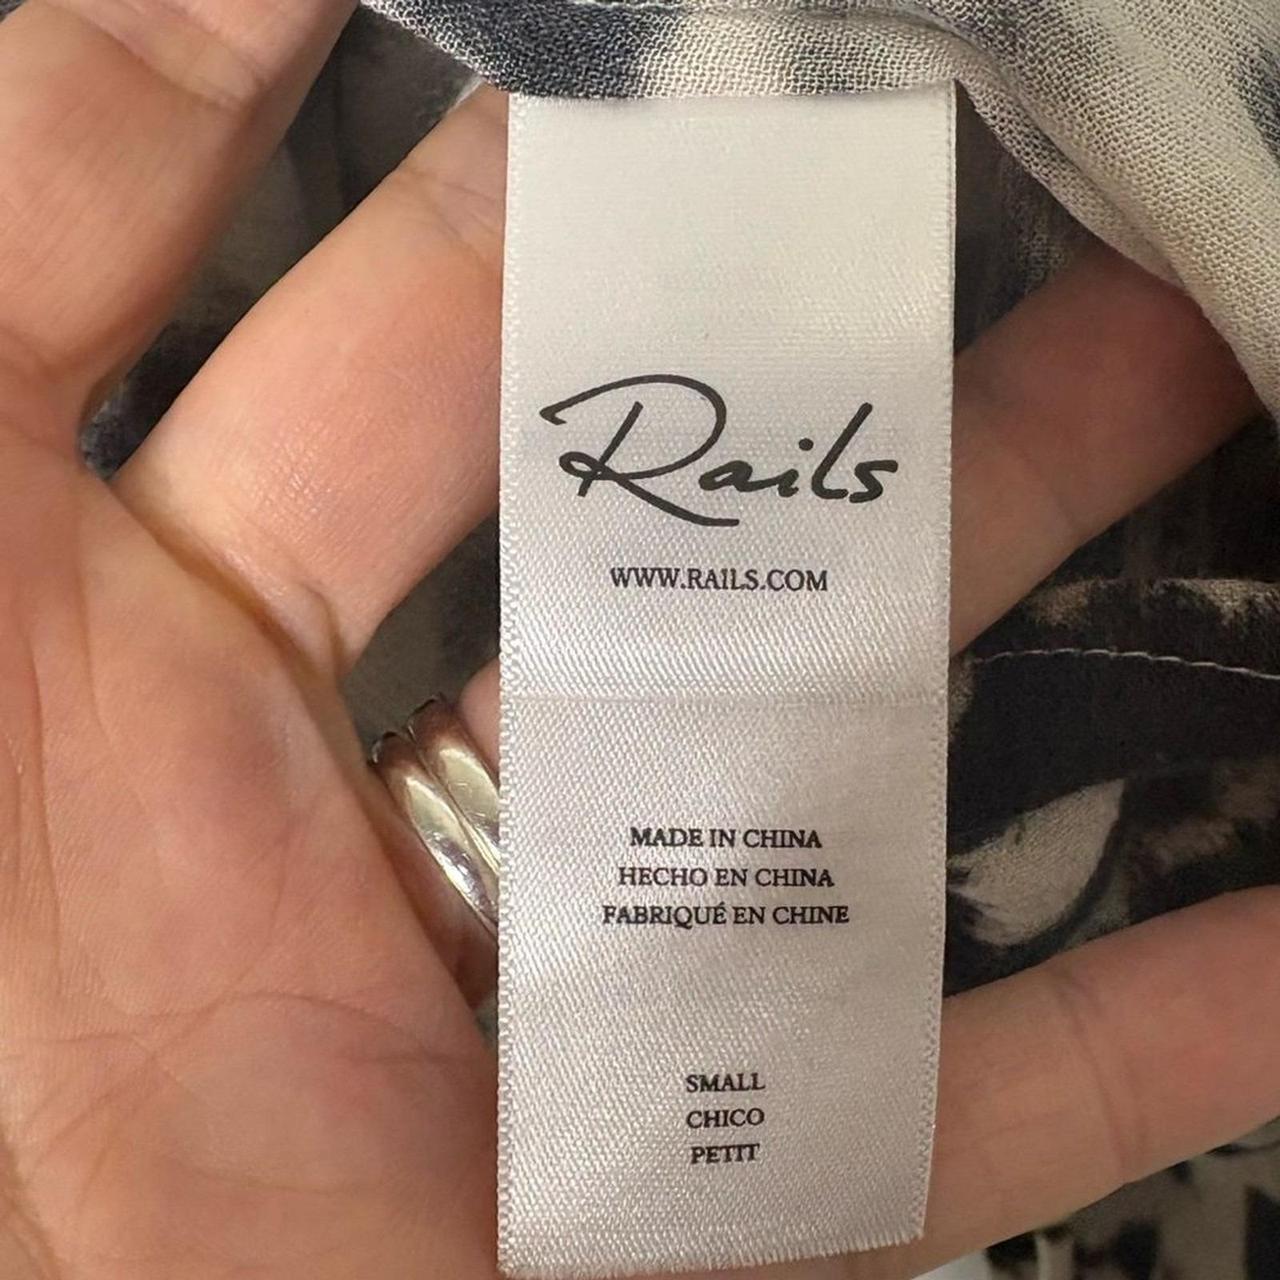 Rails
WWW.RAILS.COM
MADE IN CHINA
HECHO EN CHINA
FABRIQUÉ EN CHINE
SMALL
CHICO
PETIT